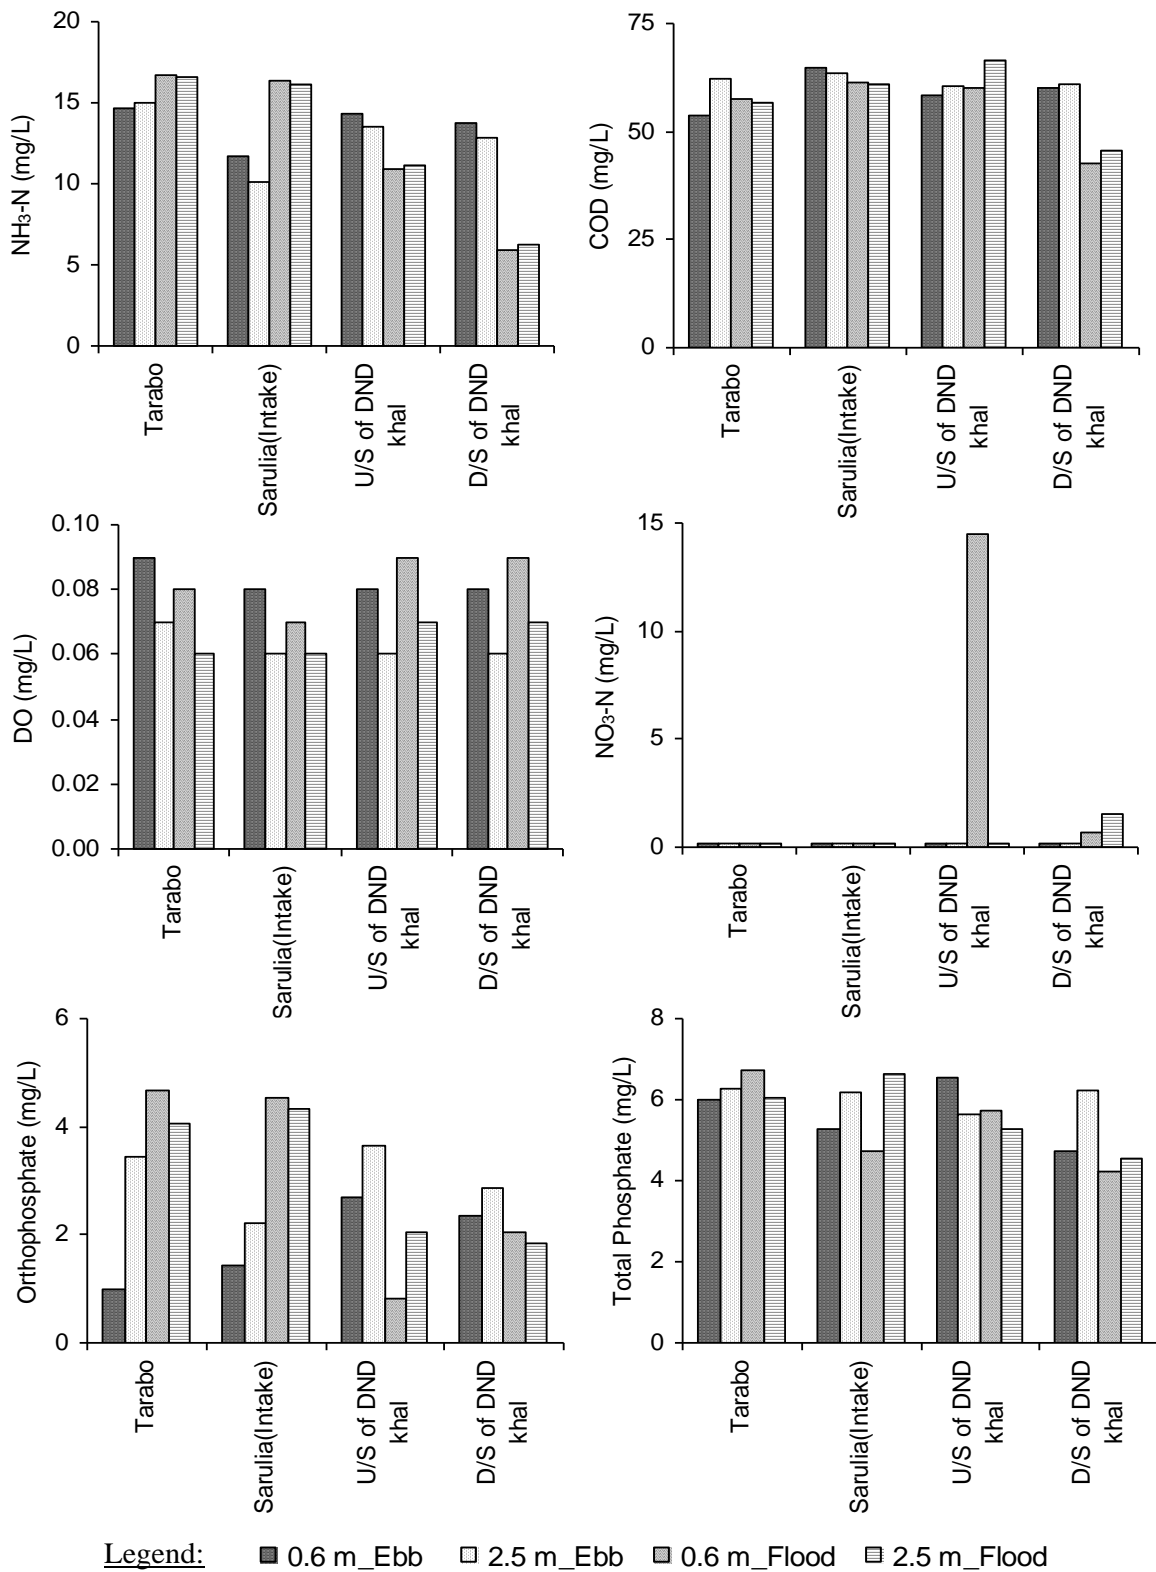 NH₃-N (mg/L)
20
15
10
5
0
Tarabo
Sarulia(Intake)
U/S of DND
khal
D/S of DND
khal
COD (mg/L)
75
50
25
0
Tarabo
Sarulia(Intake)
U/S of DND
khal
D/S of DND
khal
DO (mg/L)
0.10
0.08
0.06
0.04
0.02
0.00
Tarabo
Sarulia(Intake)
U/S of DND
khal
D/S of DND
khal
NO₃-N (mg/L)
15
10
5
0
Tarabo
Sarulia(Intake)
U/S of DND
khal
D/S of DND
khal
Orthophosphate (mg/L)
6
4
2
0
Tarabo
Sarulia(Intake)
U/S of DND
khal
D/S of DND
khal
Total Phosphate (mg/L)
8
6
4
2
0
Tarabo
Sarulia(Intake)
U/S of DND
khal
D/S of DND
khal
Legend: 0.6 m_Ebb 2.5 m_Ebb 0.6 m_Flood 2.5 m_Flood